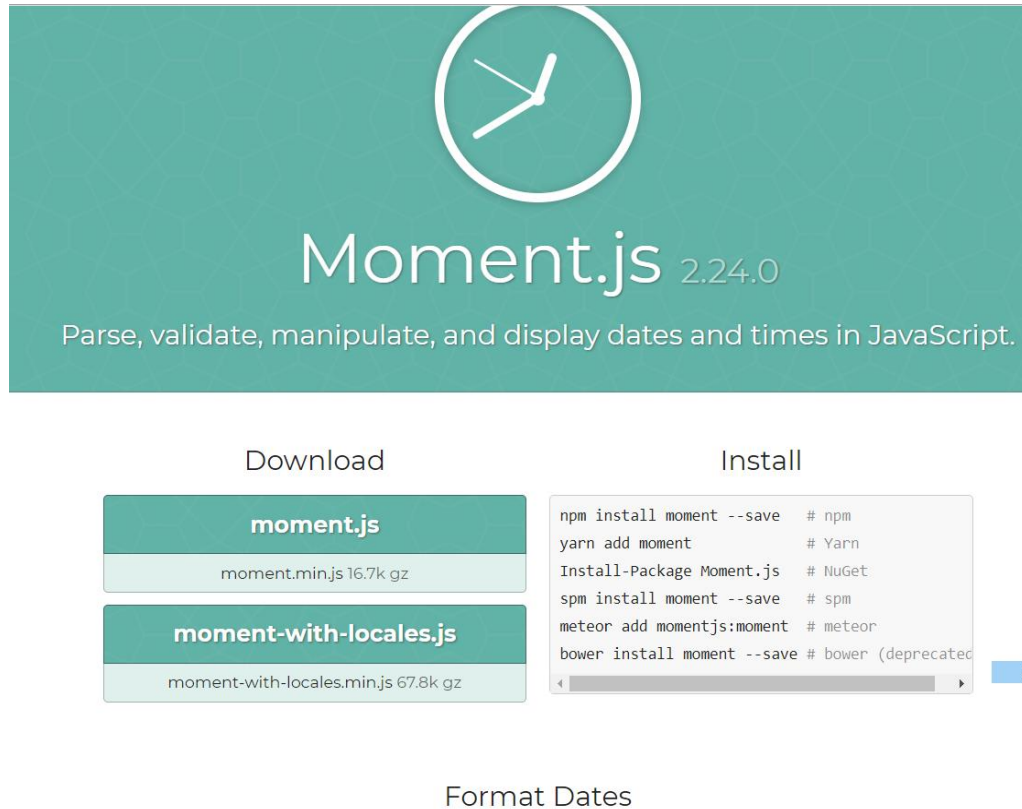 Moment.js 2.24.0
Parse, validate, manipulate, and display dates and times in JavaScript.
Download
moment.js
moment.min.js 16.7k gz
moment-with-locales.js
moment-with-locales.min.js 67.8k gz
Install
npm install moment --save # npm
yarn add moment # Yarn
Install-Package Moment.js # NuGet
spm install moment --save # spm
meteor add momentjs:moment # meteor
bower install moment --save # bower (deprecated
Format Dates